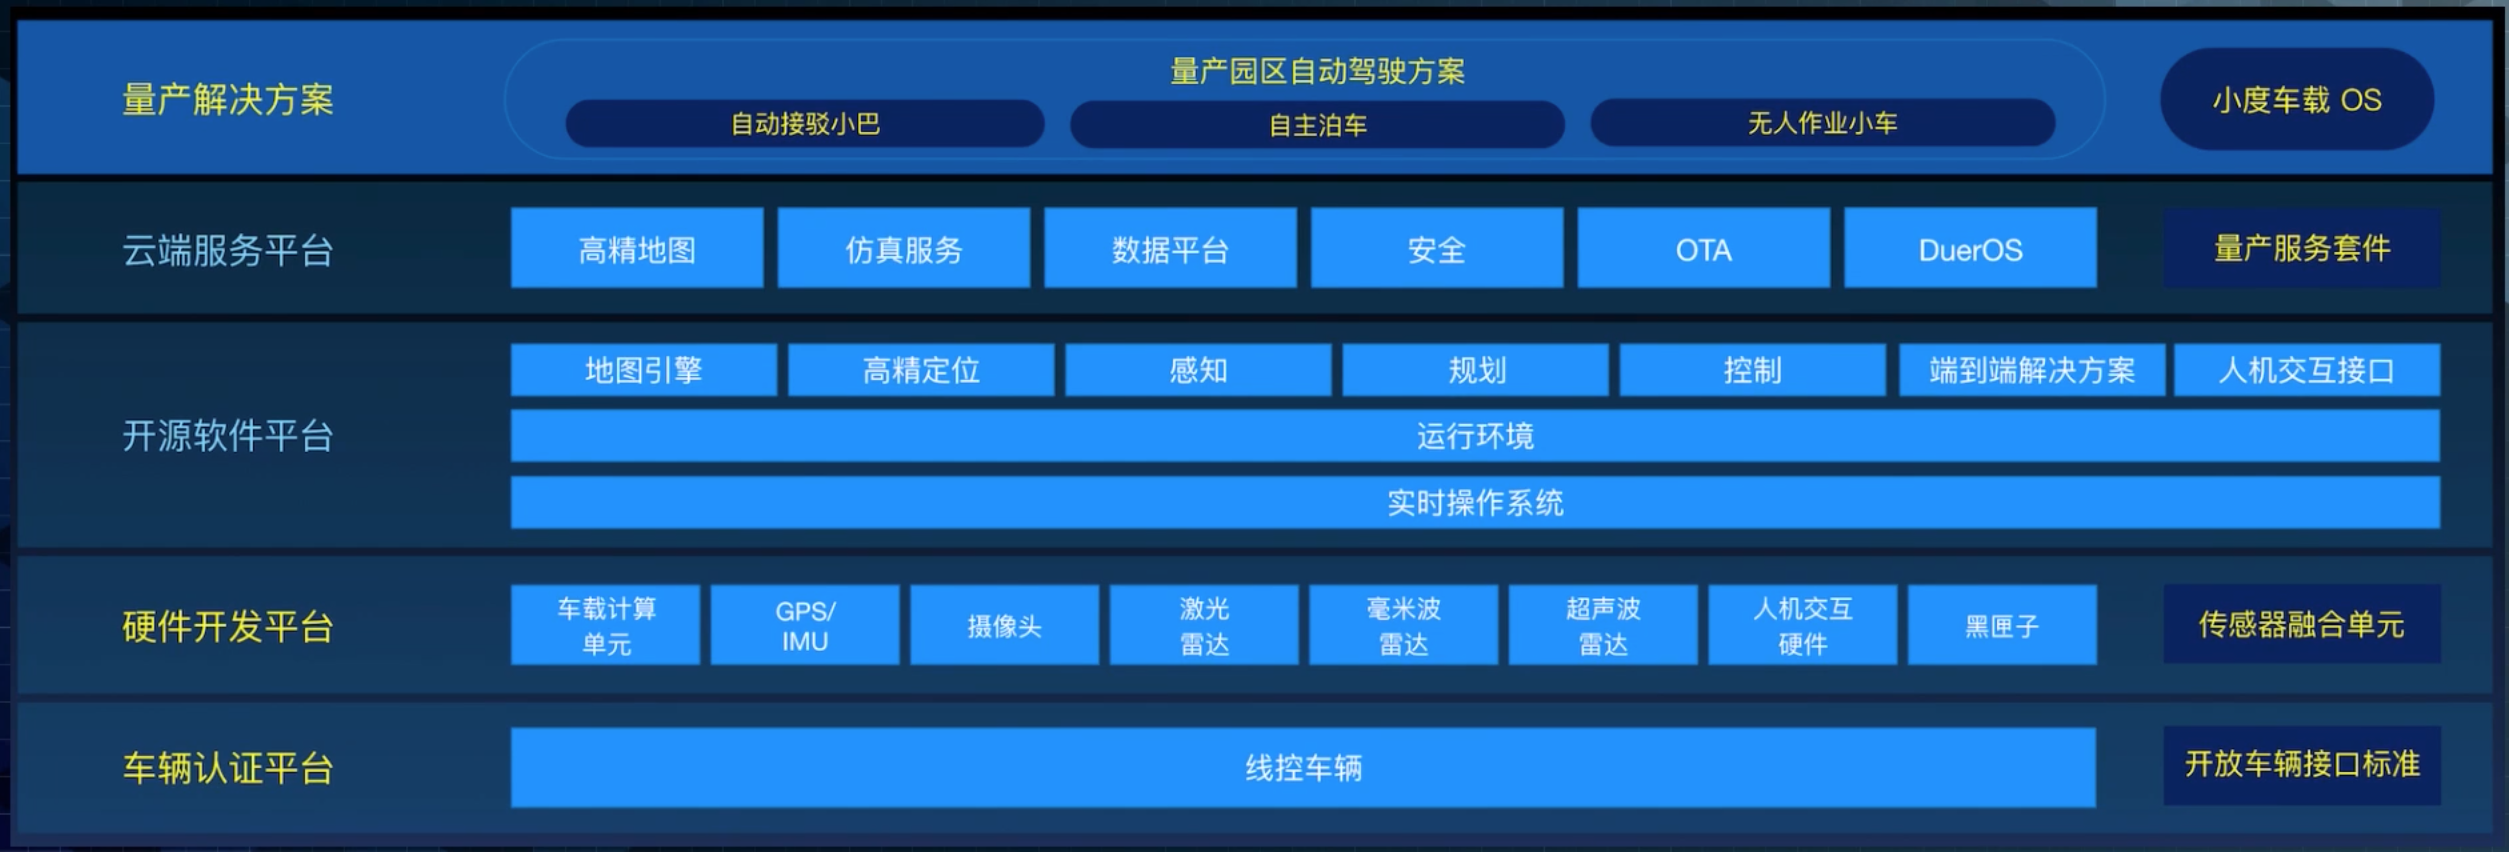 量产解决方案
量产园区自动驾驶方案
自动接驳小巴
自主泊车
无人作业小车
小度车载 OS
云端服务平台
高精地图
仿真服务
数据平台
安全
OTA
DuerOS
量产服务套件
开源软件平台
地图引擎
高精定位
感知
规划
控制
端到端解决方案
人机交互接口
运行环境
实时操作系统
硬件开发平台
车载计算
单元
GPS/
IMU
摄像头
激光
雷达
毫米波
雷达
超声波
雷达
人机交互
硬件
黑匣子
传感器融合单元
车辆认证平台
线控车辆
开放车辆接口标准